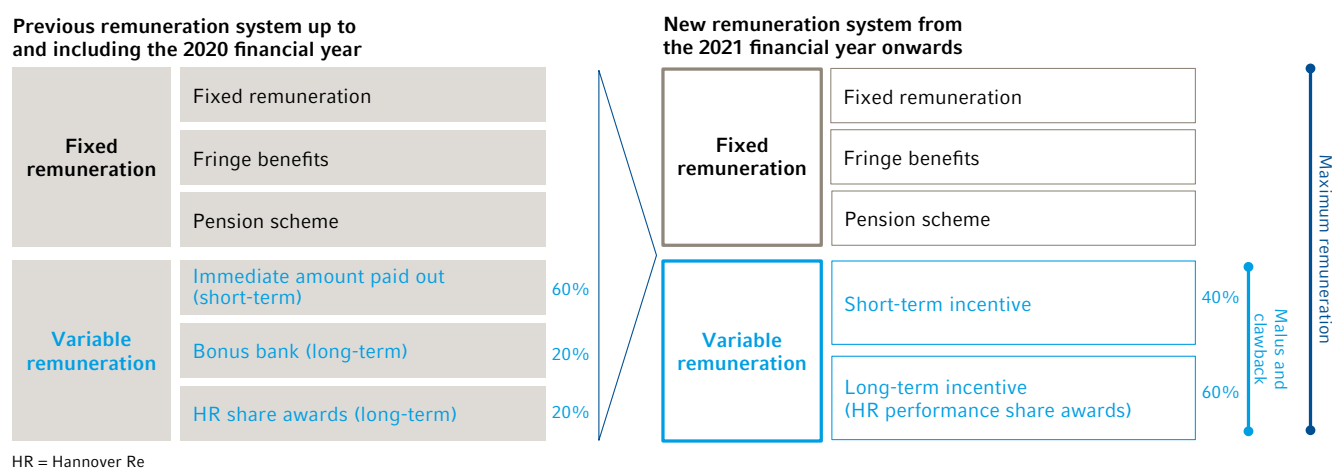 Previous remuneration system up to
and including the 2020 financial year
Fixed
remuneration
Fixed remuneration
Fringe benefits
Pension scheme
Variable
remuneration
Immediate amount paid out
(short-term)
60%
Bonus bank (long-term)
20%
HR share awards (long-term)
20%
New remuneration system from
the 2021 financial year onwards
Fixed
remuneration
Fixed remuneration
Fringe benefits
Pension scheme
Variable
remuneration
Short-term incentive
40%
Long-term incentive
(HR performance share awards)
60%
Malus and
clawback
Maximum remuneration
HR = Hannover Re